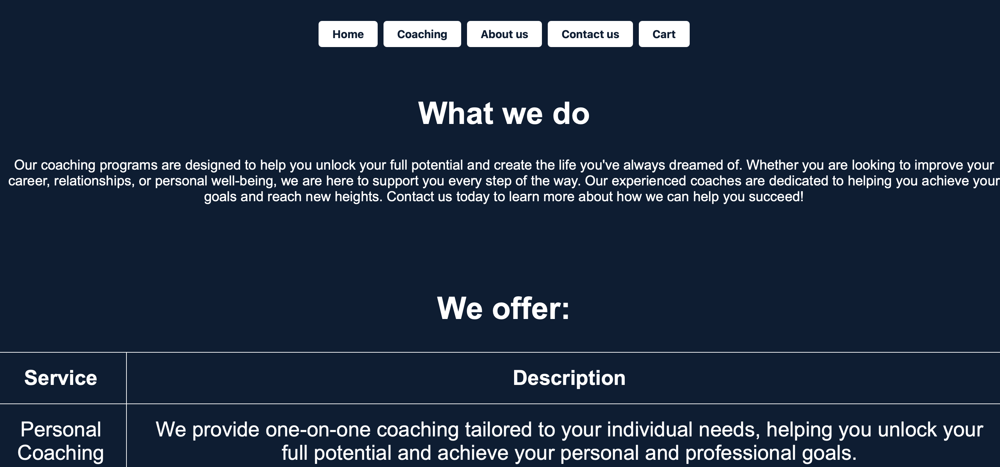 Home Coaching About us Contact us Cart
What we do
Our coaching programs are designed to help you unlock your full potential and create the life you've always dreamed of. Whether you are looking to improve your
career, relationships, or personal well-being, we are here to support you every step of the way. Our experienced coaches are dedicated to helping you achieve your
goals and reach new heights. Contact us today to learn more about how we can help you succeed!
We offer:
Service Description
Personal
Coaching
We provide one-on-one coaching tailored to your individual needs, helping you unlock your
full potential and achieve your personal and professional goals.